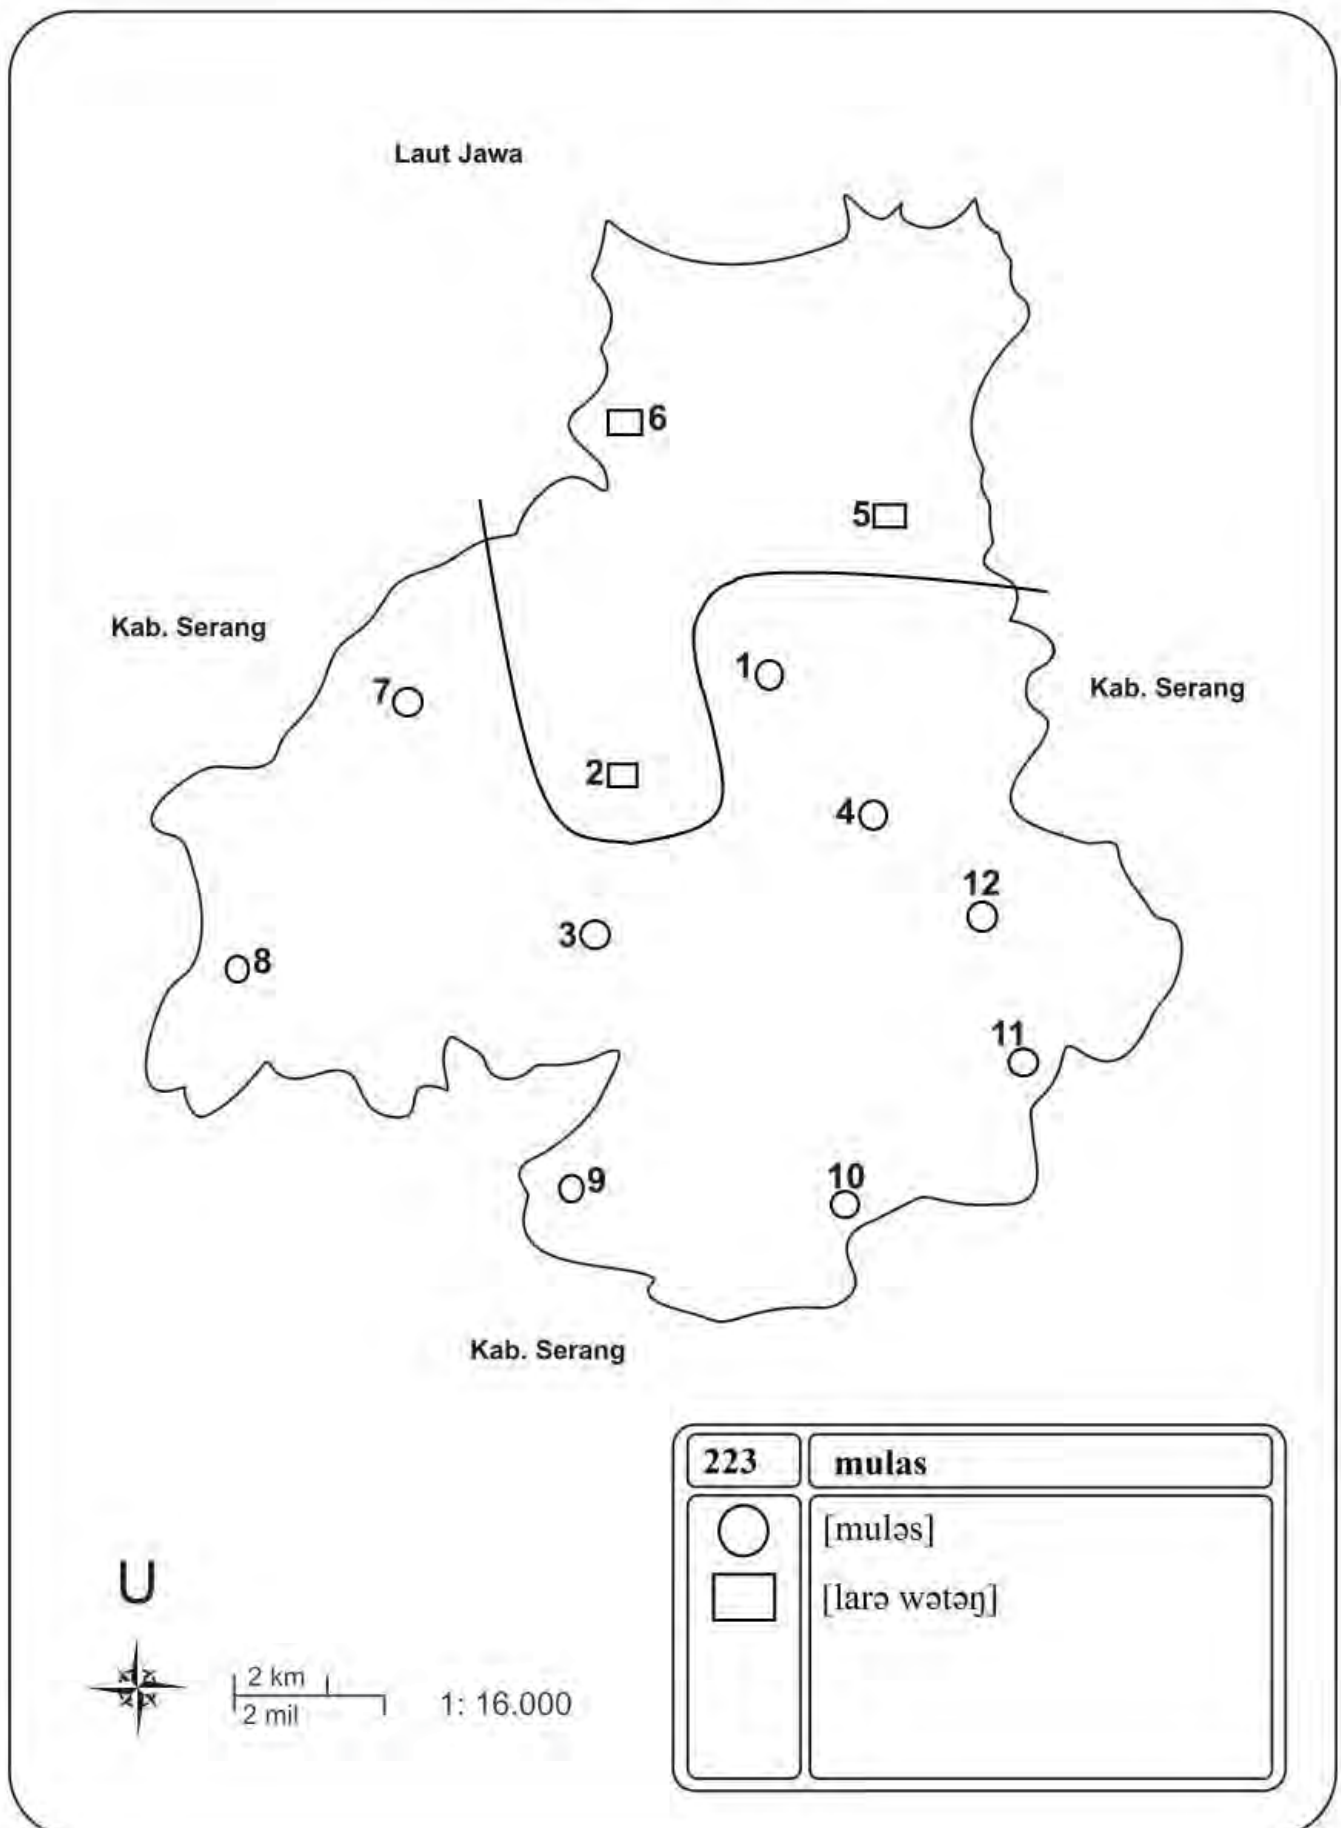 Laut Jawa
6
5
Kab. Serang
1
Kab. Serang
7
2
4
12
3
8
11
9
10
Kab. Serang
223 mulas
[muləs]
[larə wətəŋ]
U
2 km
2 mil
1: 16.000